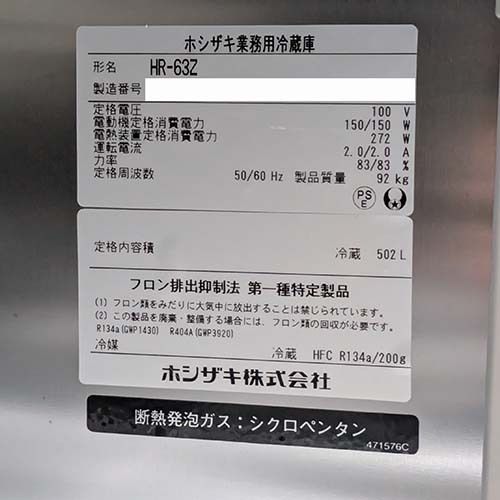 ホシザキ業務用冷蔵庫
形名 HR-63Z
製造番号
定格電圧 100 V
電動機定格消費電力 150/150 W
電熱装置定格消費電力 272 W
運転電流 2.0/2.0 A
力率 83/83 %
定格周波数 50/60 Hz 製品質量 92 kg
PSE
定格内容積 冷蔵 502 L
フロン排出抑制法 第一種特定製品
(1) フロン類をみだりに大気中に放出することは禁じられています。
(2) この製品を廃棄・整備する場合には、フロン類の回収が必要です。
R134a(GWP1430) R404A(GWP3920)
冷媒 冷蔵 HFC R134a/200g
ホシザキ株式会社
断熱発泡ガス：シクロペンタン
471576C